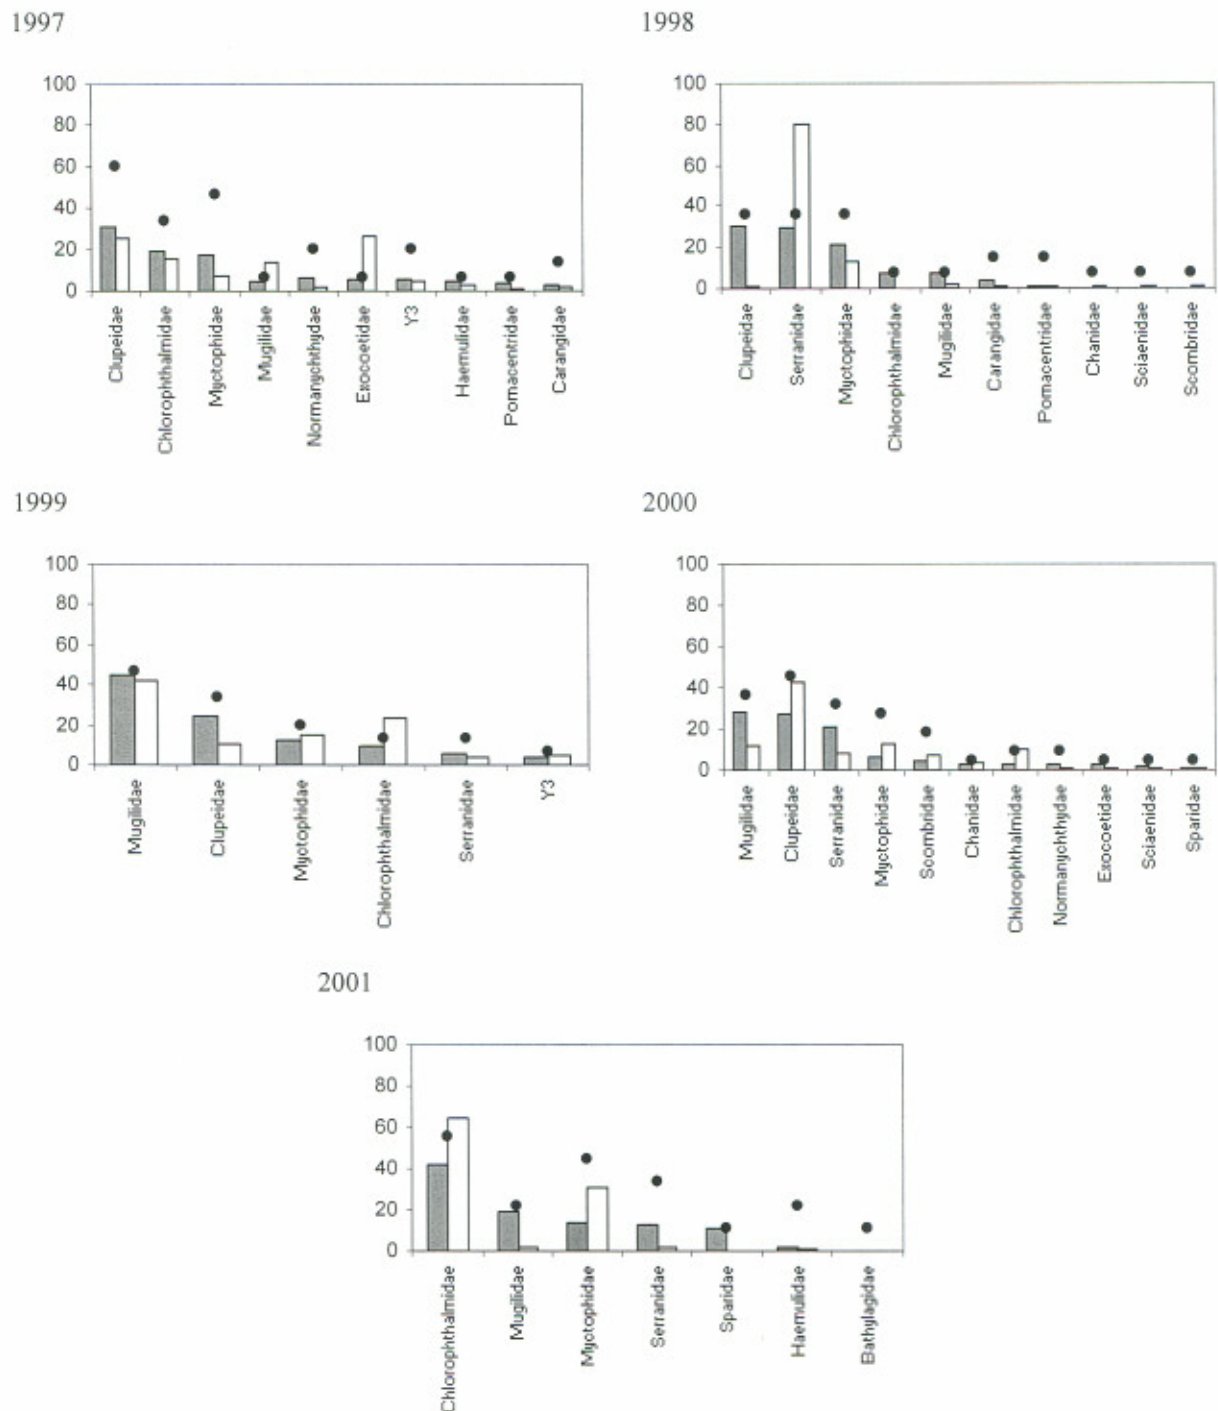 1997
100
80
60
40
20
0
Clupeidae
Chlorophthalmidae
Myctophidae
Mugilidae
Normanychthydae
Exocoetidae
Y3
Haemulidae
Pomacentridae
Carangidae
1998
100
80
60
40
20
0
Clupeidae
Serranidae
Myctophidae
Chlorophthalmidae
Mugilidae
Carangidae
Pomacentridae
Chanidae
Sciaenidae
Scombridae
1999
100
80
60
40
20
0
Mugilidae
Clupeidae
Myctophidae
Chlorophthalmidae
Serranidae
Y3
2000
100
80
60
40
20
0
Mugilidae
Clupeidae
Serranidae
Myctophidae
Scombridae
Chanidae
Chlorophthalmidae
Normanychthydae
Exocoetidae
Sciaenidae
Sparidae
2001
100
80
60
40
20
0
Chlorophthalmidae
Mugilidae
Myctophidae
Serranidae
Sparidae
Haemulidae
Bathylagidae